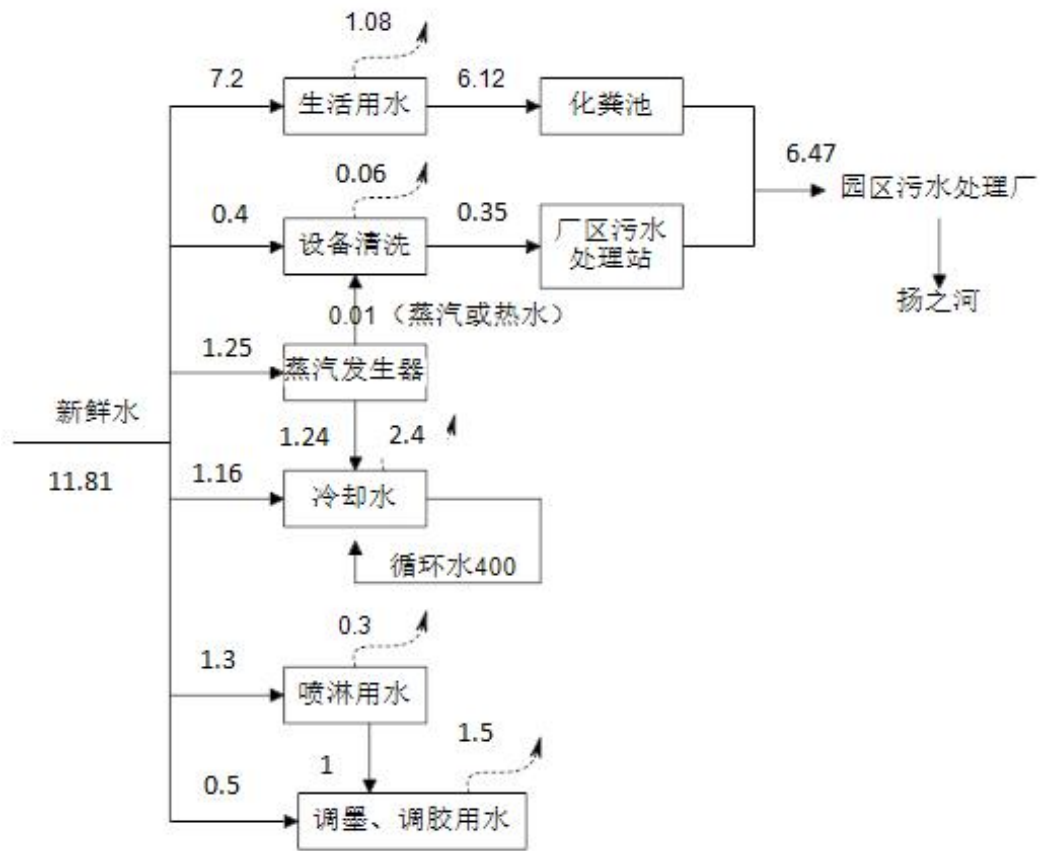 1.08
7.2
生活用水
6.12
化粪池
6.47
园区污水处理厂
扬之河
0.06
0.4
设备清洗
0.35
厂区污水
处理站
0.01（蒸汽或热水）
1.25
蒸汽发生器
新鲜水
11.81
1.24
2.4
1.16
冷却水
循环水400
0.3
1.3
喷淋用水
1.5
1
0.5
调墨、调胶用水